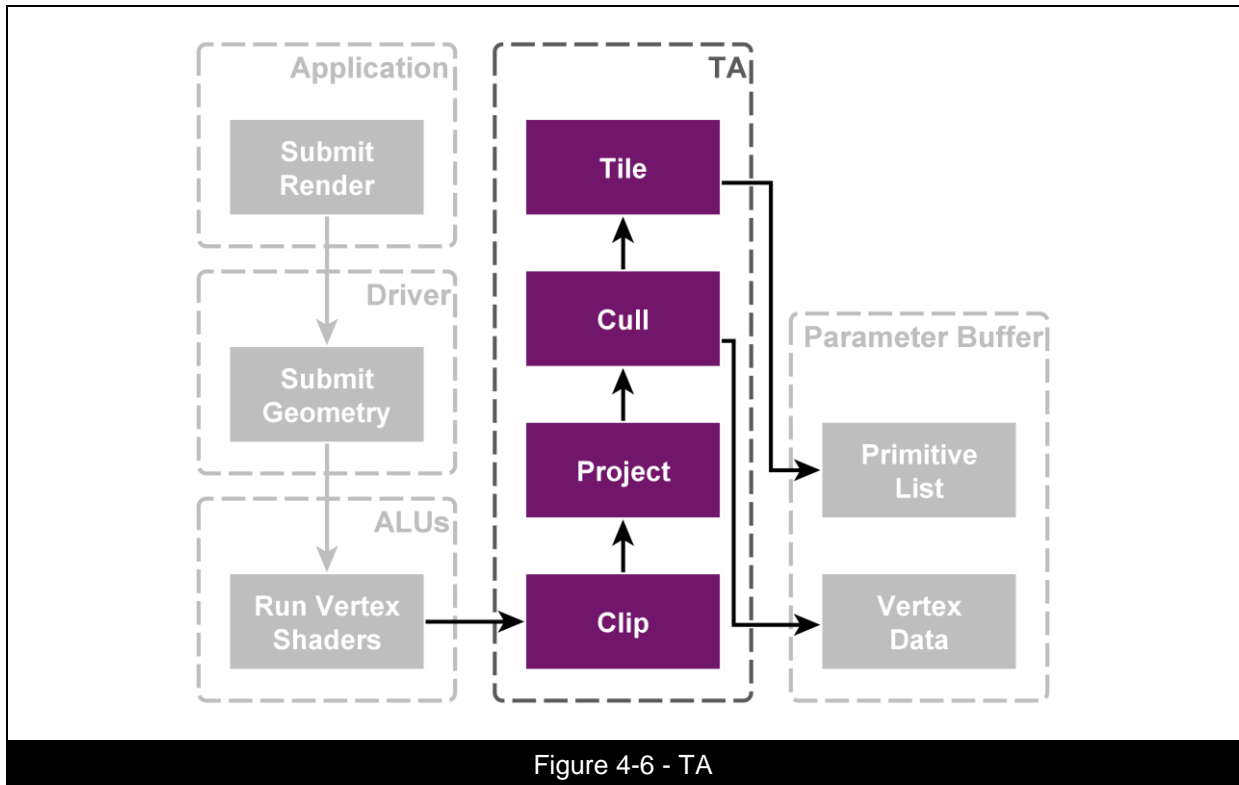 Application
Submit
Render
Driver
Submit
Geometry
ALUs
Run Vertex
Shaders
TA
Tile
Cull
Project
Clip
Parameter Buffer
Primitive
List
Vertex
Data
Figure 4-6 - TA